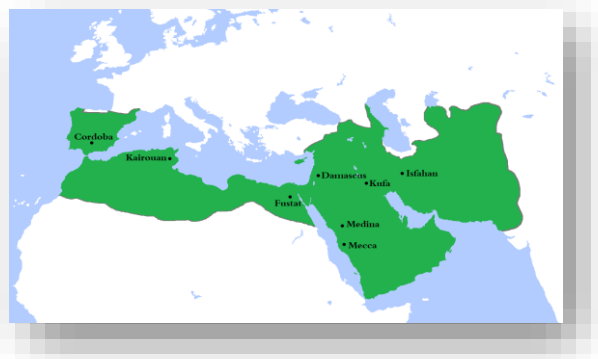 Cordoba
Kairouan
Damascus
Isfahan
Kufa
Fustat
Medina
Mecca